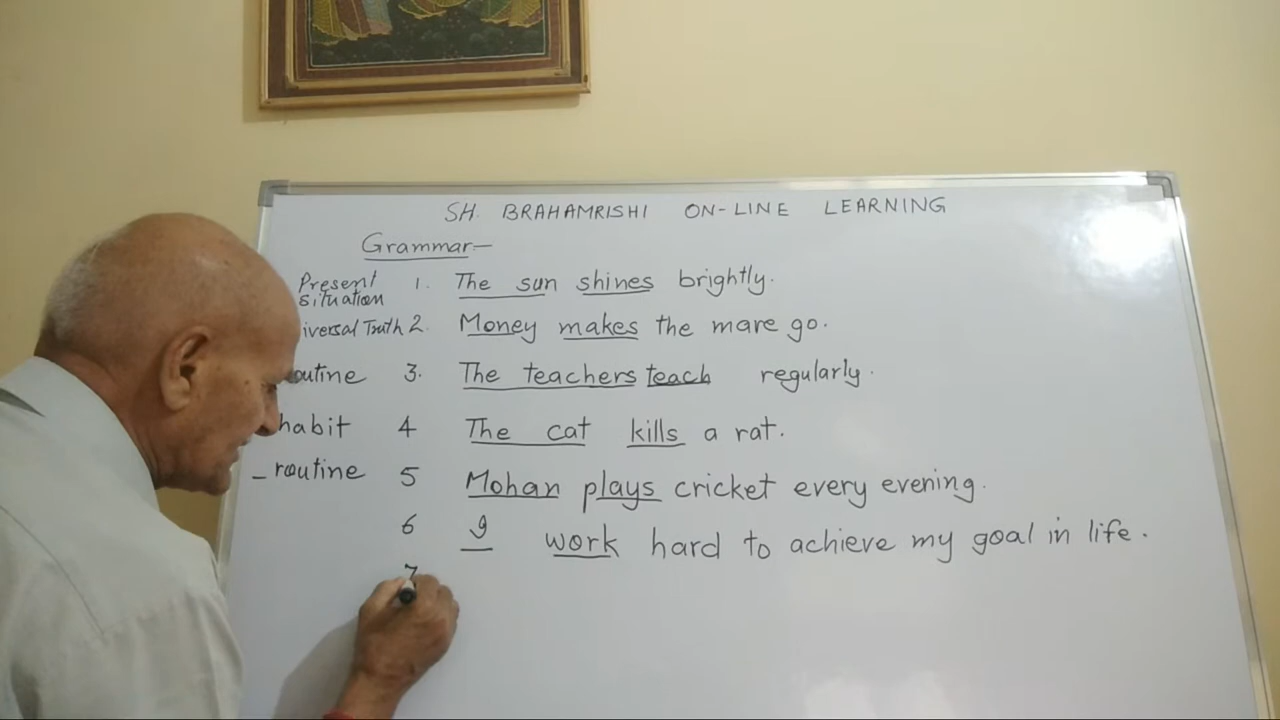 SH. BRAHAMRISHI ON-LINE LEARNING
Grammar—
Present situation 1. The sun shines brightly.
iversal Truth 2. Money makes the mare go.
outine 3. The teachers teach regularly.
habit 4 The cat kills a rat.
- routine 5 Mohan plays cricket every evening.
6 I work hard to achieve my goal in life.
7